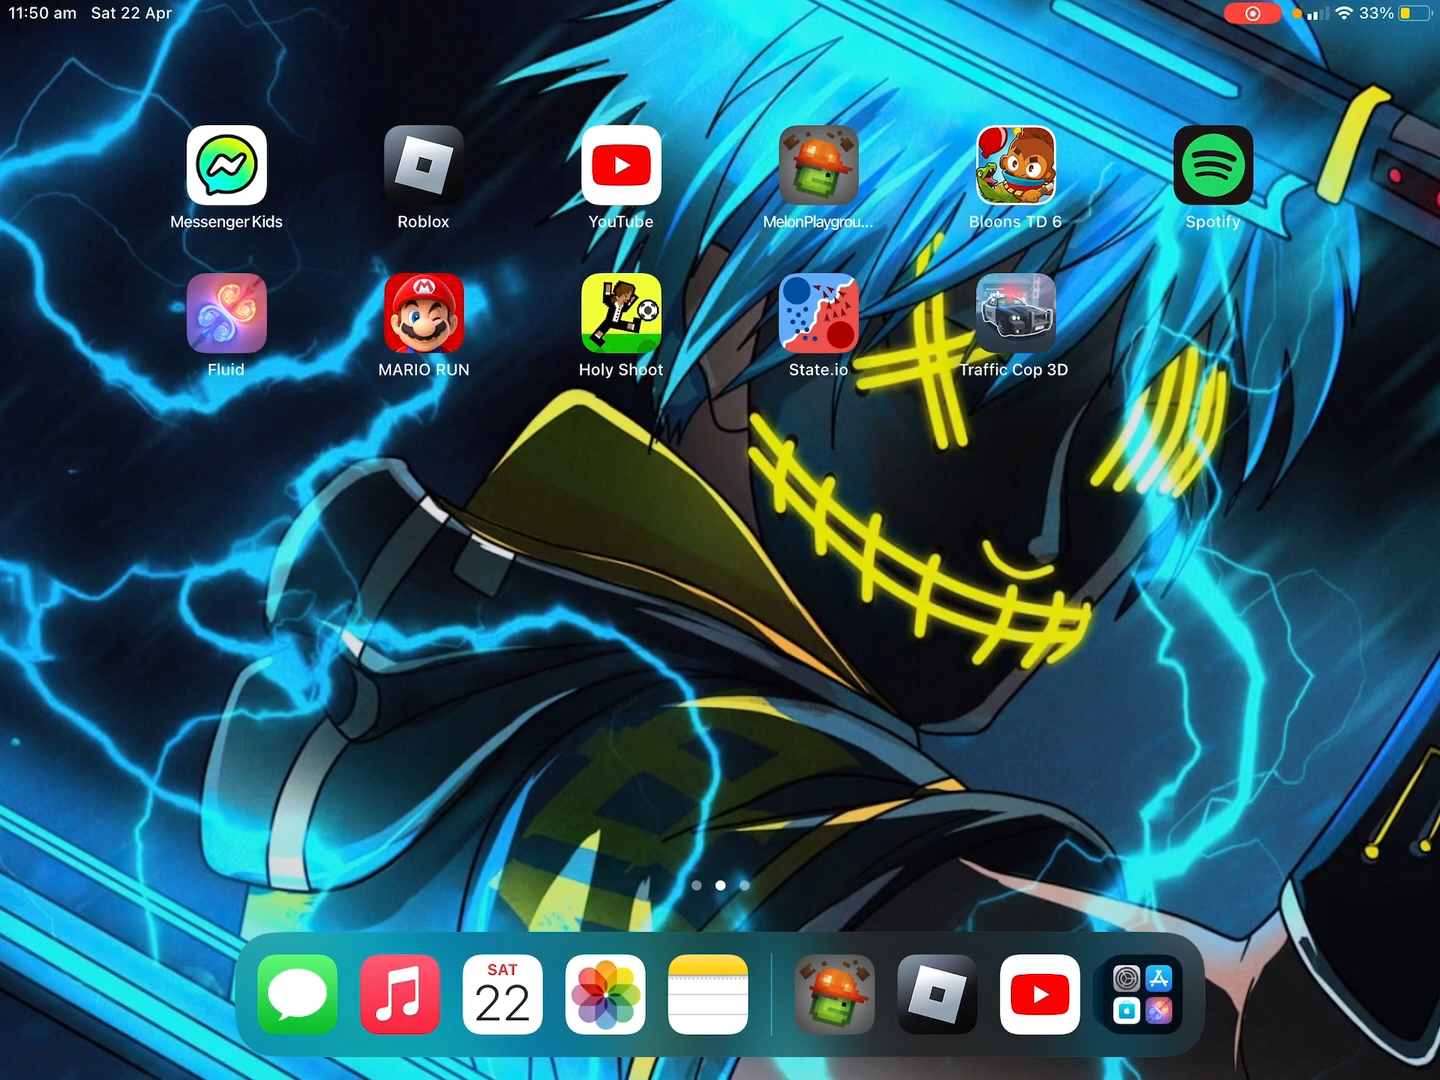 11:50 am Sat 22 Apr
33%
Messenger Kids
Roblox
YouTube
MelonPlaygrou...
Bloons TD 6
Spotify
Fluid
MARIO RUN
Holy Shoot
State.io
Traffic Cop 3D
SAT
22